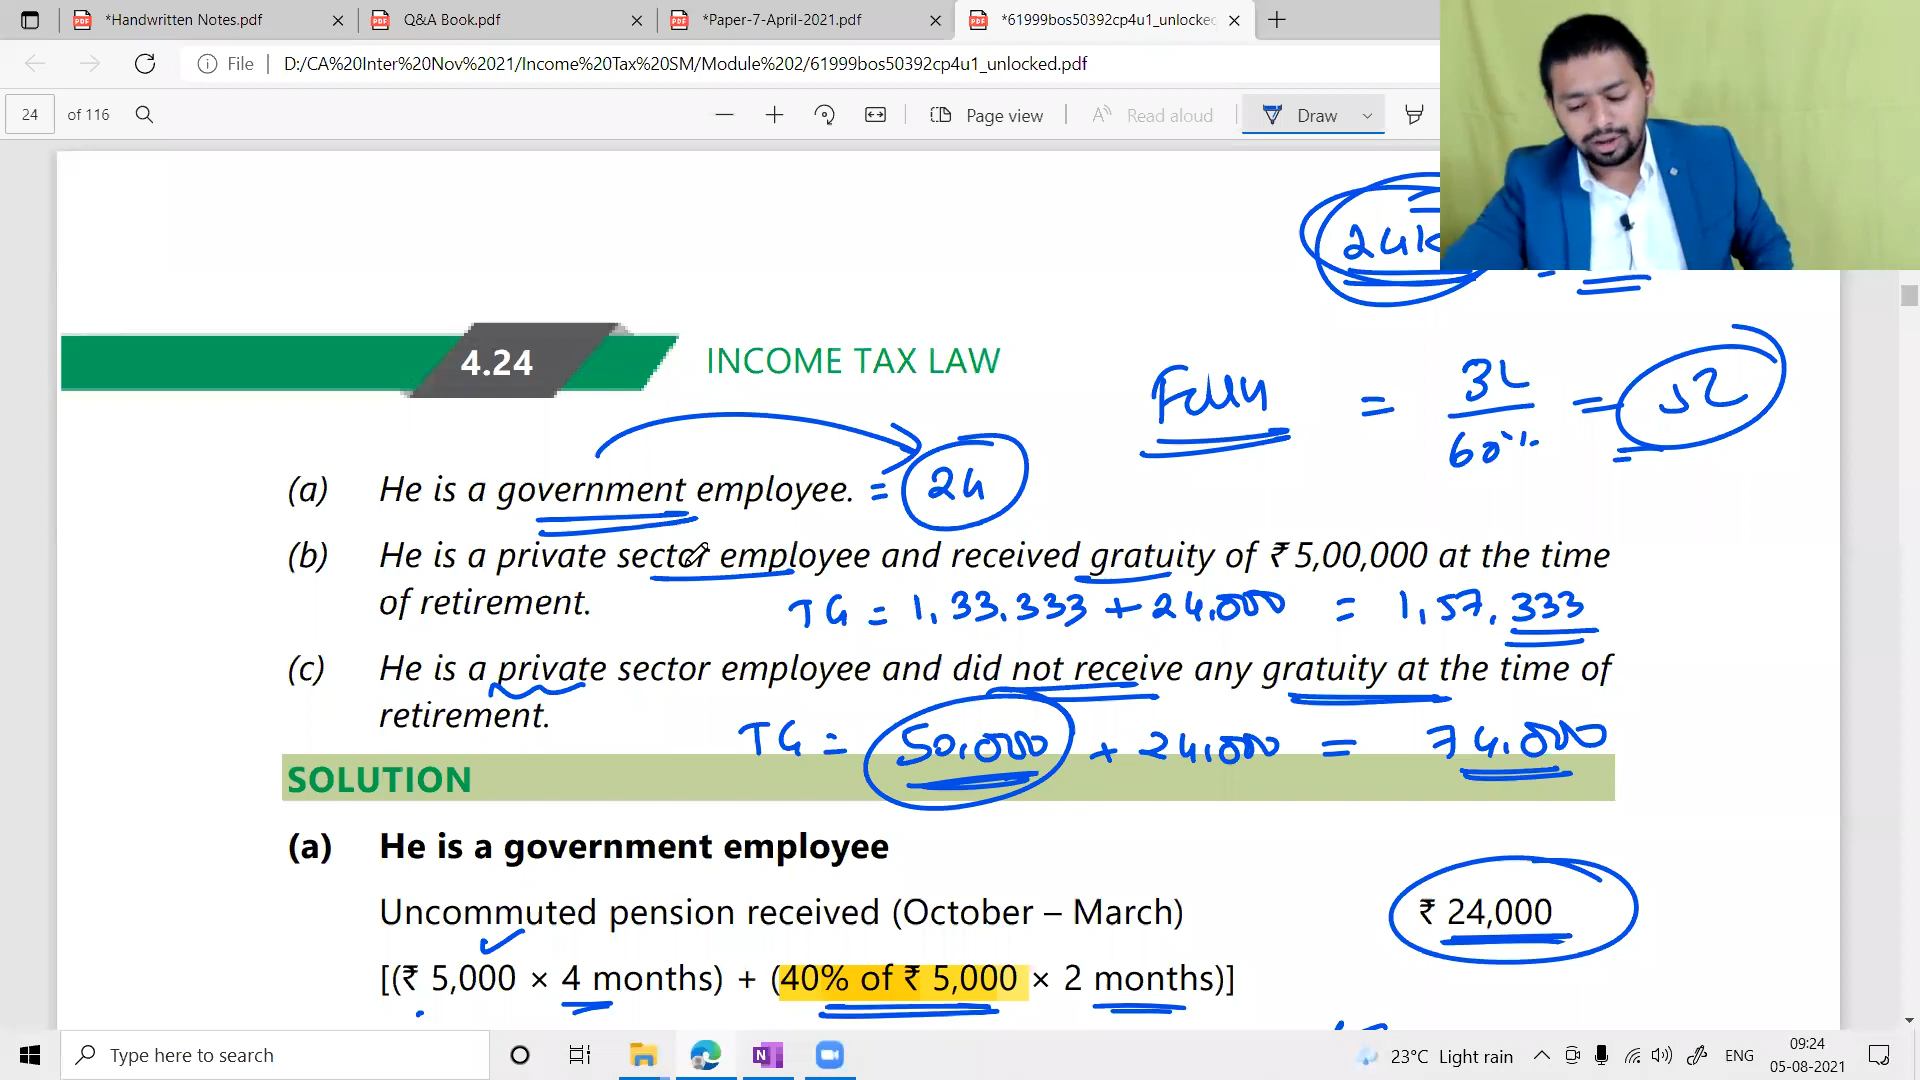 *Handwritten Notes.pdf
Q&A Book.pdf
*Paper-7-April-2021.pdf
*61999bos50392cp4u1_unlocked
File
D:/CA%20Inter%20Nov%2021/Income%20Tax%20SM/Module%202/61999bos50392cp4u1_unlocked.pdf
24 of 116
Page view
Read aloud
Draw
24K
4.24 INCOME TAX LAW
Fully = 3L / 60% = 5L
(a) He is a government employee. = 24
(b) He is a private sector employee and received gratuity of ₹ 5,00,000 at the time
of retirement.
TG = 1,33,333 + 24,000 = 1,57,333
(c) He is a private sector employee and did not receive any gratuity at the time of
retirement.
TG = 50,000 + 24,000 = 74,000
SOLUTION
(a) He is a government employee
Uncommuted pension received (October – March) ₹ 24,000
[(₹ 5,000 × 4 months) + (40% of ₹ 5,000 × 2 months)]
Type here to search
23°C Light rain
ENG
09:24
05-08-2021